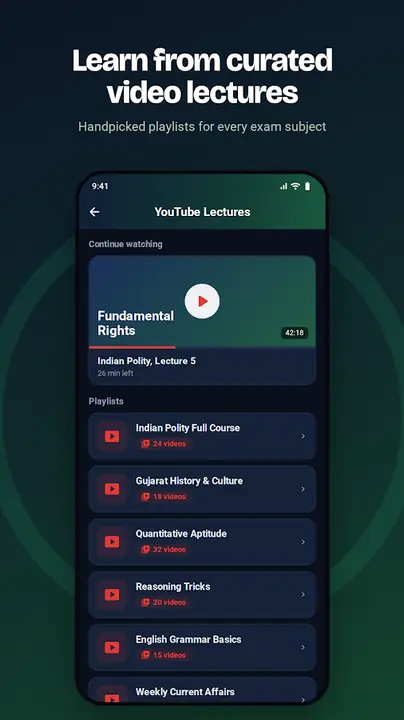 Learn from curated
video lectures
Handpicked playlists for every exam subject
9:41
YouTube Lectures
Continue watching
Fundamental
Rights
42:18
Indian Polity, Lecture 5
26 min left
Playlists
Indian Polity Full Course
24 videos
Gujarat History & Culture
18 videos
Quantitative Aptitude
32 videos
Reasoning Tricks
20 videos
English Grammar Basics
15 videos
Weekly Current Affairs